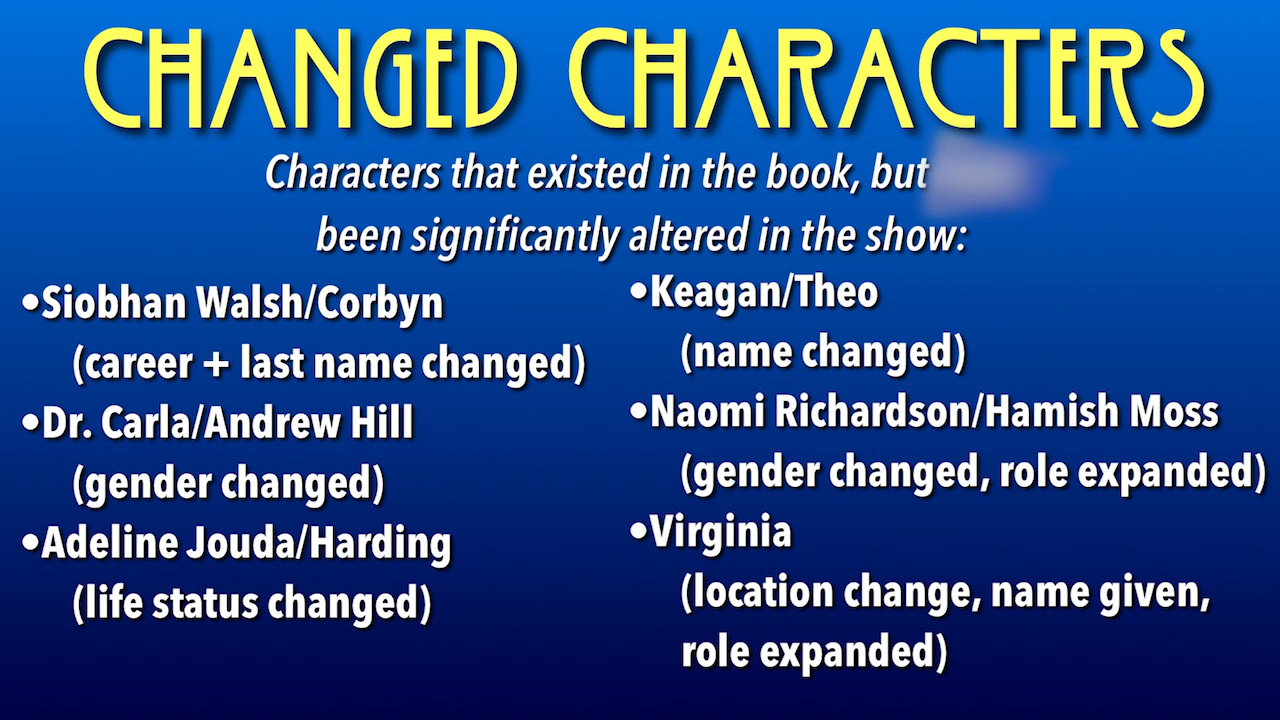 CHANGED CHARACTERS
Characters that existed in the book, but
been significantly altered in the show:
•Siobhan Walsh/Corbyn
(career + last name changed)
•Dr. Carla/Andrew Hill
(gender changed)
•Adeline Jouda/Harding
(life status changed)
•Keagan/Theo
(name changed)
•Naomi Richardson/Hamish Moss
(gender changed, role expanded)
•Virginia
(location change, name given,
role expanded)